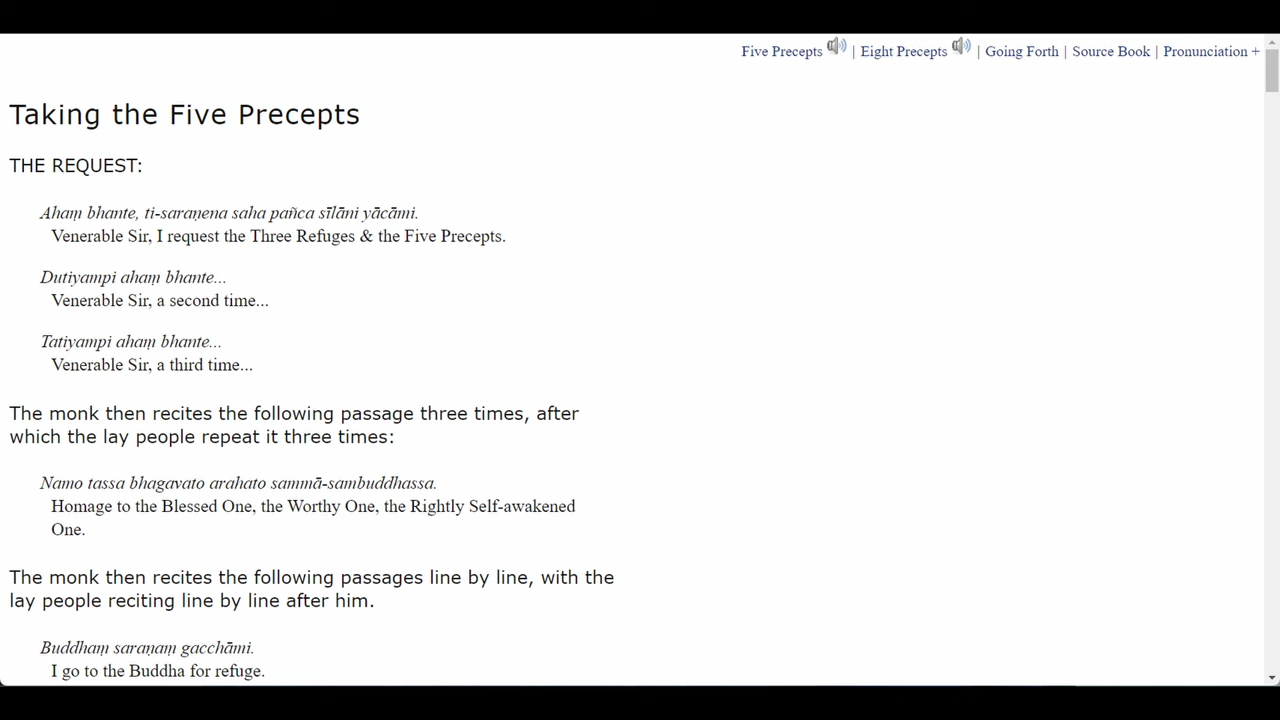 Five Precepts | Eight Precepts | Going Forth | Source Book | Pronunciation +
Taking the Five Precepts
THE REQUEST:
Ahaṃ bhante, ti-saraṇena saha pañca sīlāni yācāmi.
Venerable Sir, I request the Three Refuges & the Five Precepts.
Dutiyampi ahaṃ bhante...
Venerable Sir, a second time...
Tatiyampi ahaṃ bhante...
Venerable Sir, a third time...
The monk then recites the following passage three times, after
which the lay people repeat it three times:
Namo tassa bhagavato arahato sammā-sambuddhassa.
Homage to the Blessed One, the Worthy One, the Rightly Self-awakened
One.
The monk then recites the following passages line by line, with the
lay people reciting line by line after him.
Buddhaṃ saraṇaṃ gacchāmi.
I go to the Buddha for refuge.